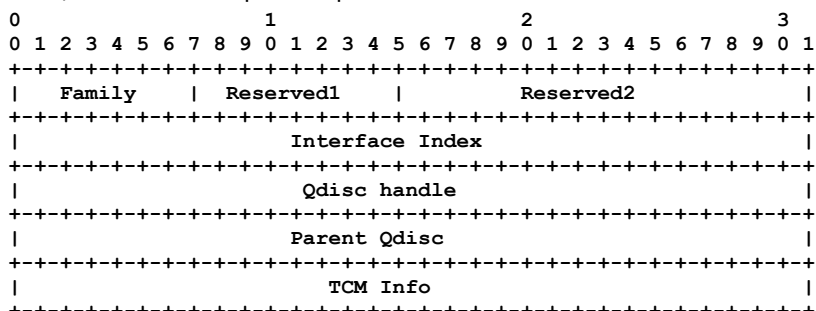 0                   1                   2                   3
0 1 2 3 4 5 6 7 8 9 0 1 2 3 4 5 6 7 8 9 0 1 2 3 4 5 6 7 8 9 0 1
+-+-+-+-+-+-+-+-+-+-+-+-+-+-+-+-+-+-+-+-+-+-+-+-+-+-+-+-+-+-+-+-+
|   Family    |  Reserved1    |         Reserved2             |
+-+-+-+-+-+-+-+-+-+-+-+-+-+-+-+-+-+-+-+-+-+-+-+-+-+-+-+-+-+-+-+-+
|                     Interface Index                         |
+-+-+-+-+-+-+-+-+-+-+-+-+-+-+-+-+-+-+-+-+-+-+-+-+-+-+-+-+-+-+-+-+
|                      Qdisc handle                           |
+-+-+-+-+-+-+-+-+-+-+-+-+-+-+-+-+-+-+-+-+-+-+-+-+-+-+-+-+-+-+-+-+
|                     Parent Qdisc                            |
+-+-+-+-+-+-+-+-+-+-+-+-+-+-+-+-+-+-+-+-+-+-+-+-+-+-+-+-+-+-+-+-+
|                        TCM Info                             |
+-+-+-+-+-+-+-+-+-+-+-+-+-+-+-+-+-+-+-+-+-+-+-+-+-+-+-+-+-+-+-+-+